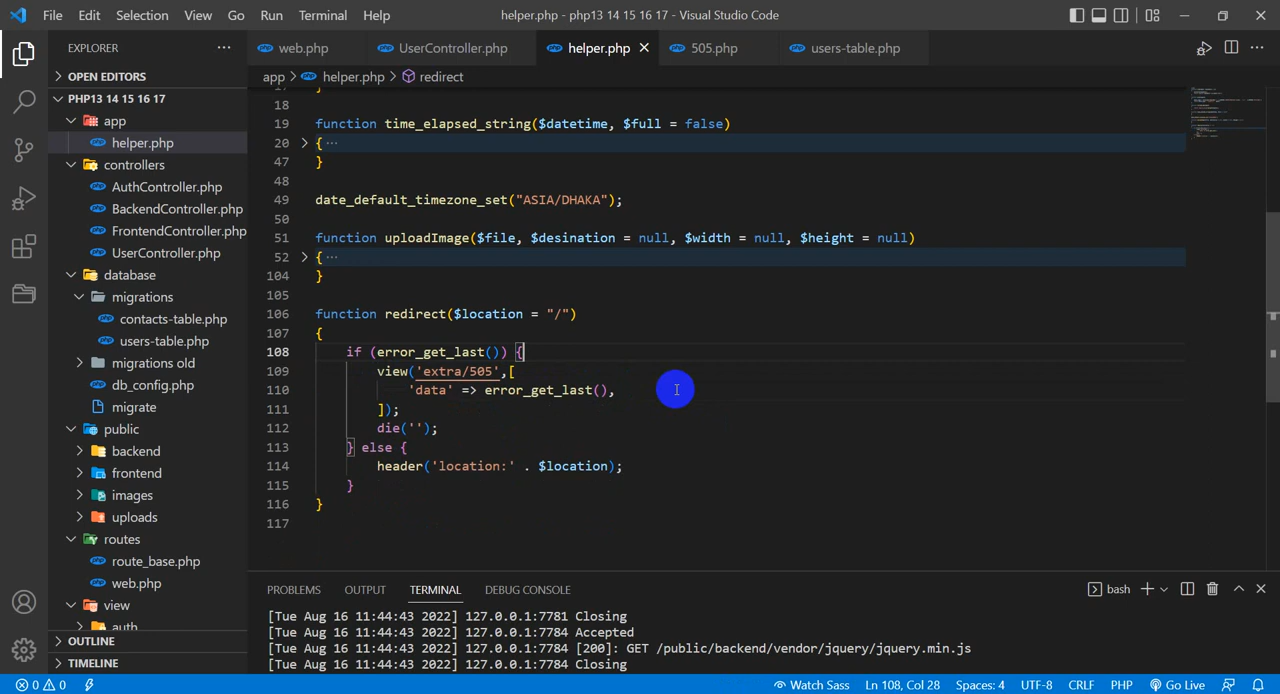 File Edit Selection View Go Run Terminal Help helper.php - php13 14 15 16 17 - Visual Studio Code
EXPLORER ···
web.php UserController.php helper.php 505.php users-table.php
OPEN EDITORS
PHP13 14 15 16 17
app
helper.php
controllers
AuthController.php
BackendController.php
FrontendController.php
UserController.php
database
migrations
contacts-table.php
users-table.php
migrations old
db_config.php
migrate
public
backend
frontend
images
uploads
routes
route_base.php
web.php
view
auth
OUTLINE
TIMELINE
app > helper.php > redirect
17 }
18
19 function time_elapsed_string($datetime, $full = false)
20 { ···
47 }
48
49 date_default_timezone_set("ASIA/DHAKA");
50
51 function uploadImage($file, $desination = null, $width = null, $height = null)
52 { ···
104 }
105
106 function redirect($location = "/")
107 {
108 if (error_get_last()) {
109 view('extra/505',[
110 'data' => error_get_last(),
111 ]);
112 die('');
113 } else {
114 header('location:' . $location);
115 }
116 }
117
PROBLEMS OUTPUT TERMINAL DEBUG CONSOLE bash
[Tue Aug 16 11:44:43 2022] 127.0.0.1:7781 Closing
[Tue Aug 16 11:44:43 2022] 127.0.0.1:7784 Accepted
[Tue Aug 16 11:44:43 2022] 127.0.0.1:7784 [200]: GET /public/backend/vendor/jquery/jquery.min.js
[Tue Aug 16 11:44:43 2022] 127.0.0.1:7784 Closing
0 0 Watch Sass Ln 108, Col 28 Spaces: 4 UTF-8 CRLF PHP Go Live